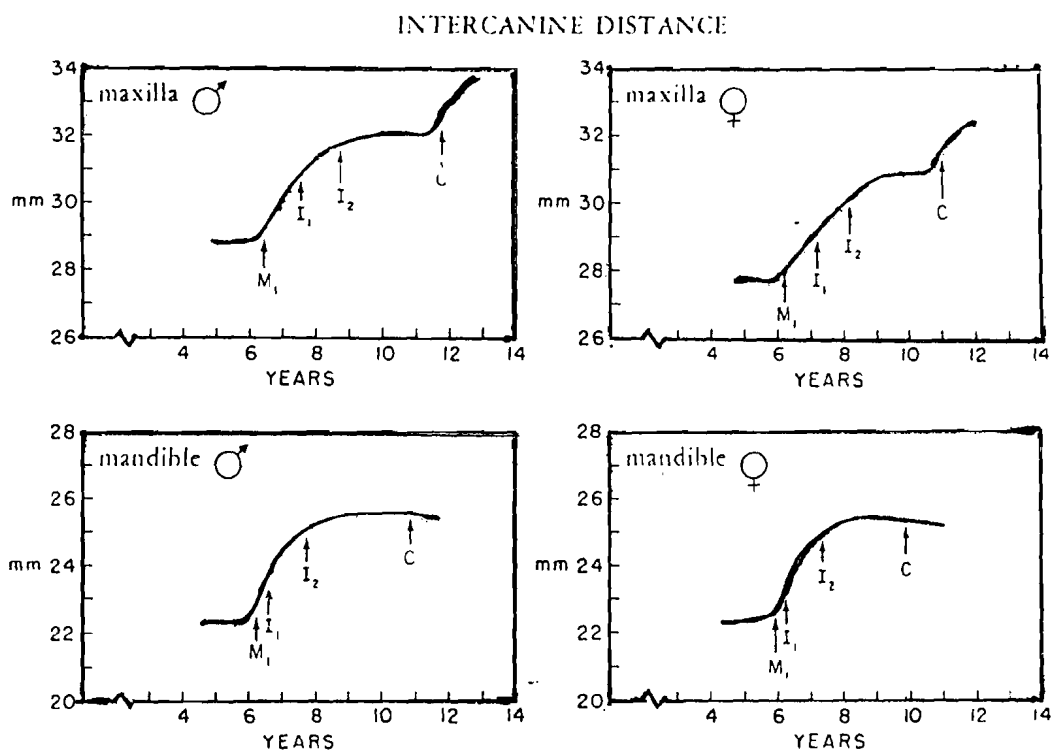 INTERCANINE DISTANCE
maxilla ♂
34
32
30
28
26
mm
M₁
I₁
I₂
C
4 6 8 10 12 14
YEARS
maxilla ♀
34
32
30
28
26
mm
M₁
I₁
I₂
C
4 6 8 10 12 14
YEARS
mandible ♂
28
26
24
22
20
mm
M₁
I₁
I₂
C
4 6 8 10 12 14
YEARS
mandible ♀
28
26
24
22
20
mm
M₁
I₁
I₂
C
4 6 8 10 12 14
YEARS